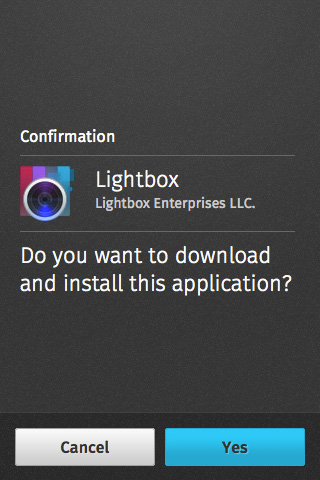 Confirmation
Lightbox
Lightbox Enterprises LLC.
Do you want to download
and install this application?
Cancel Yes